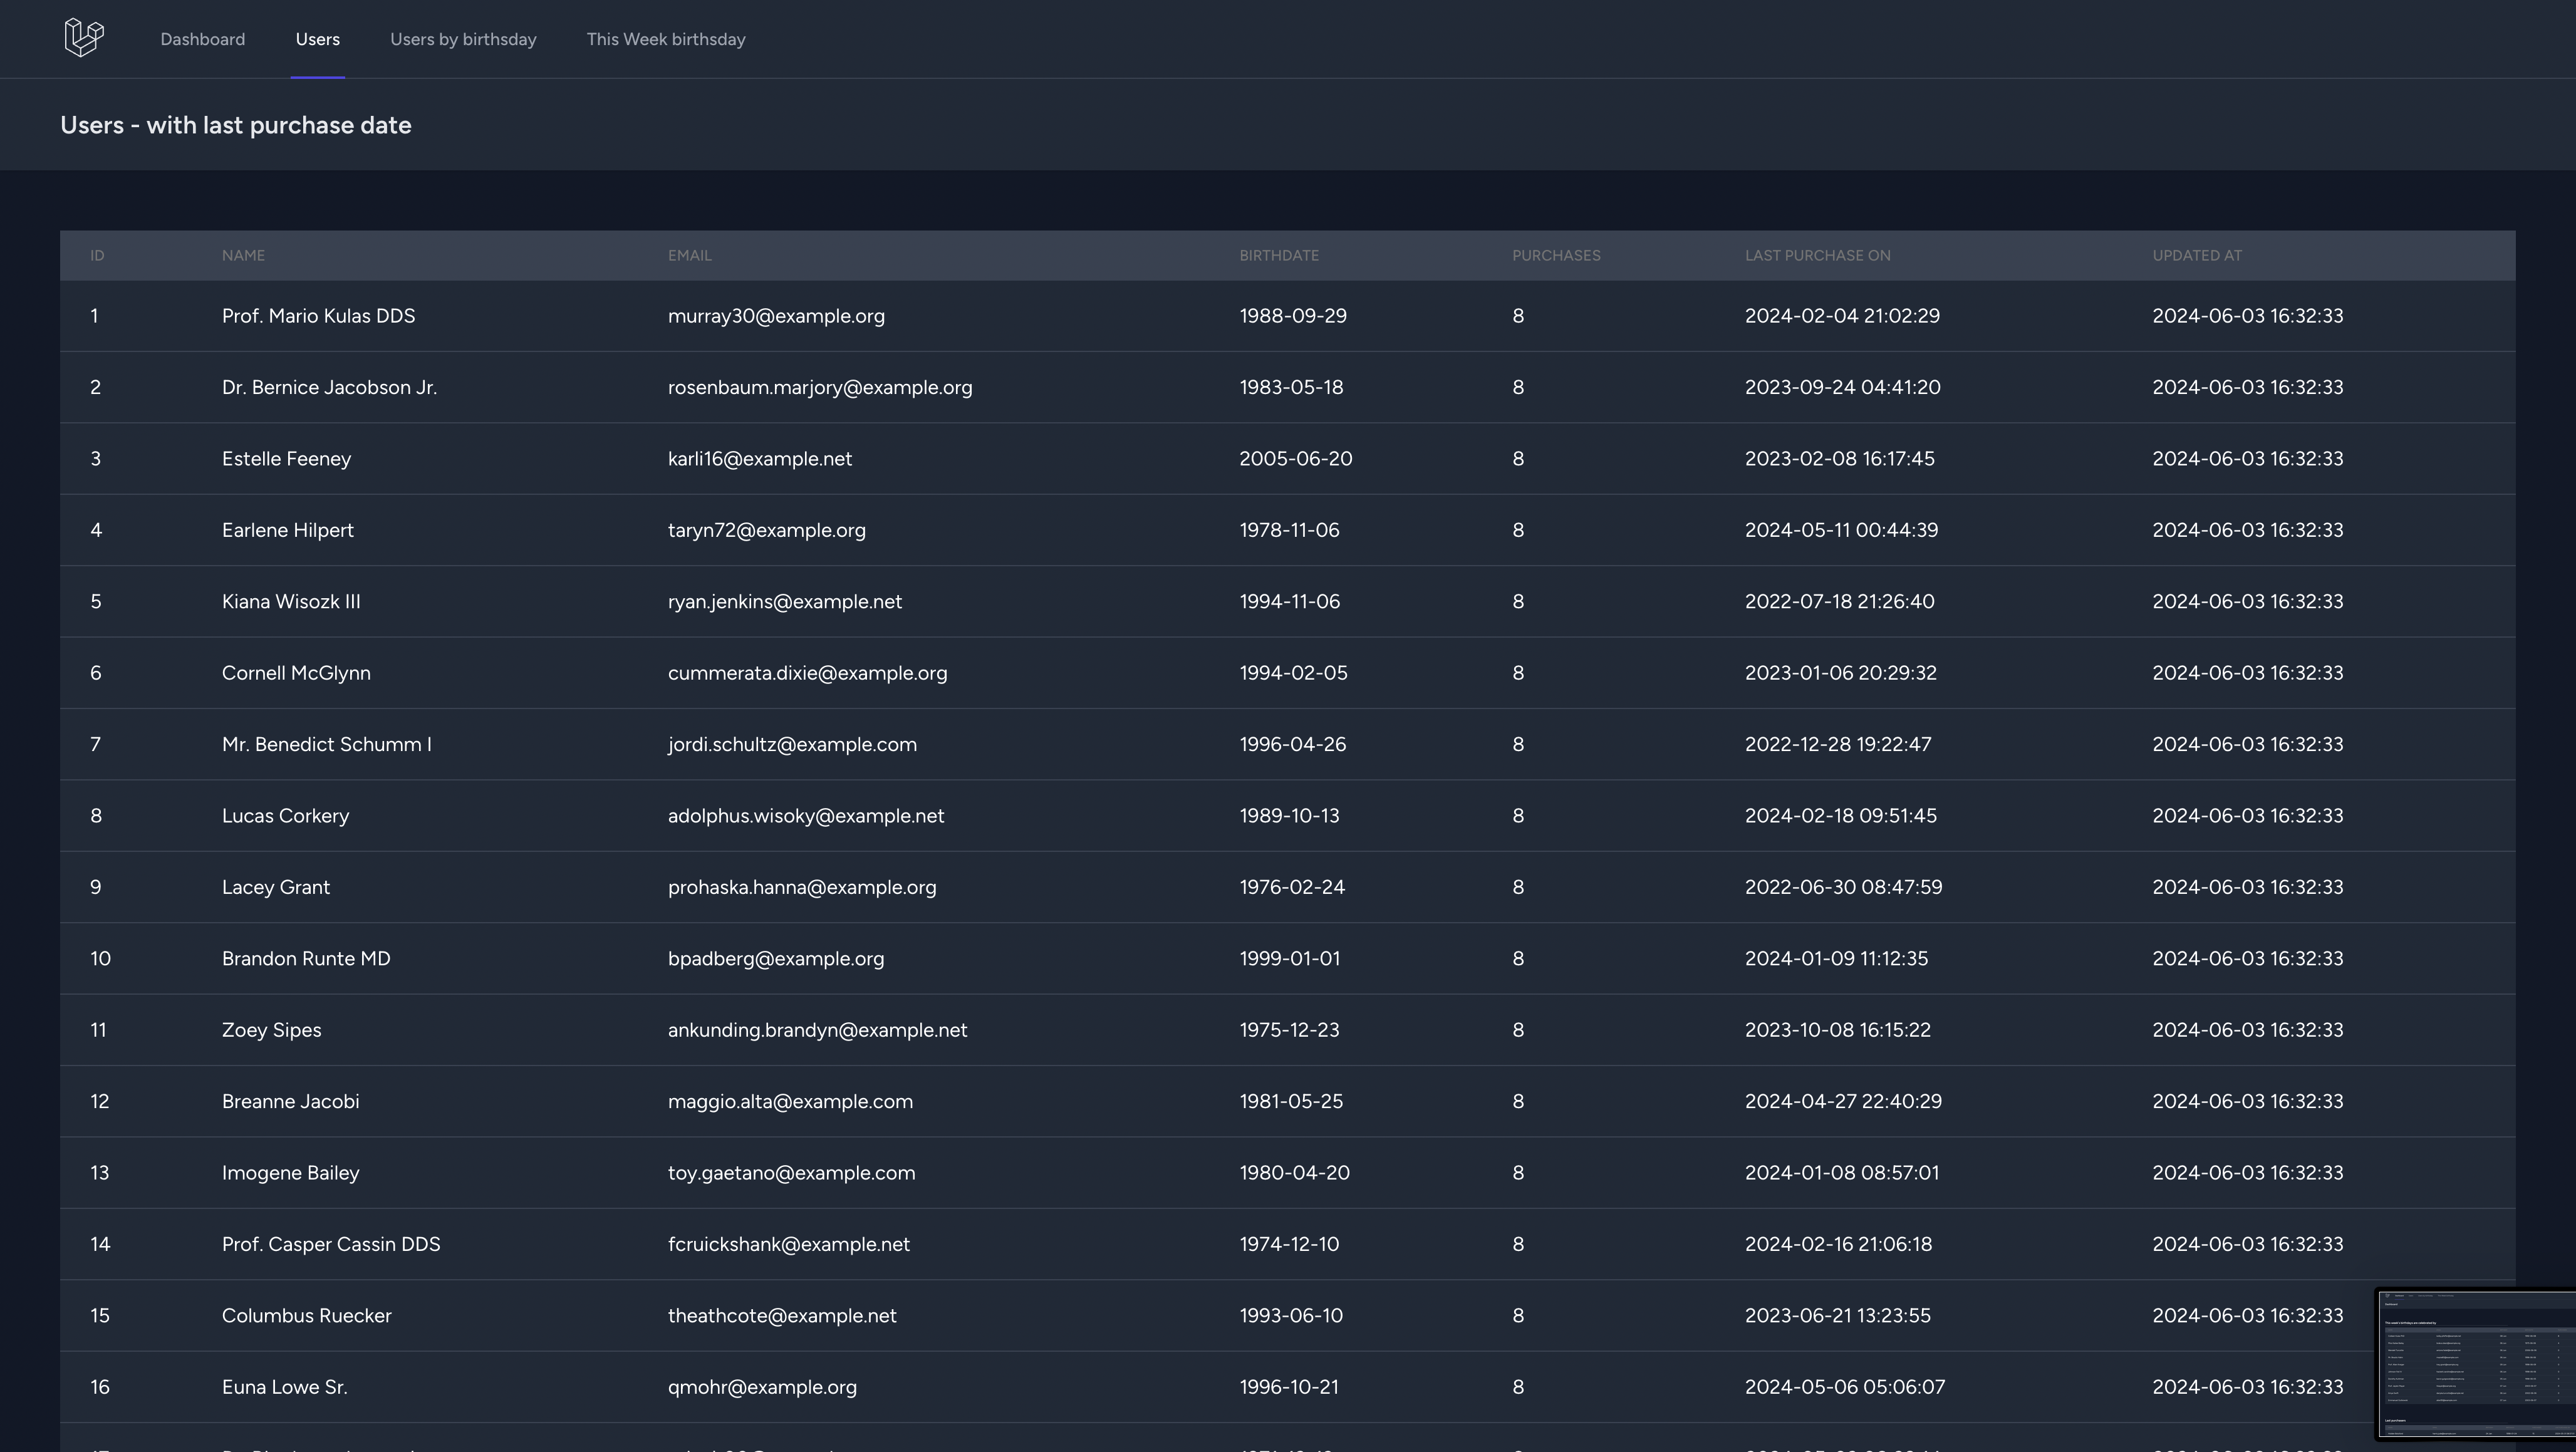 Dashboard Users Users by birthsday This Week birthsday
Users - with last purchase date
ID NAME EMAIL BIRTHDATE PURCHASES LAST PURCHASE ON UPDATED AT
1 Prof. Mario Kulas DDS murray30@example.org 1988-09-29 8 2024-02-04 21:02:29 2024-06-03 16:32:33
2 Dr. Bernice Jacobson Jr. rosenbaum.marjory@example.org 1983-05-18 8 2023-09-24 04:41:20 2024-06-03 16:32:33
3 Estelle Feeney karli16@example.net 2005-06-20 8 2023-02-08 16:17:45 2024-06-03 16:32:33
4 Earlene Hilpert taryn72@example.org 1978-11-06 8 2024-05-11 00:44:39 2024-06-03 16:32:33
5 Kiana Wisozk III ryan.jenkins@example.net 1994-11-06 8 2022-07-18 21:26:40 2024-06-03 16:32:33
6 Cornell McGlynn cummerata.dixie@example.org 1994-02-05 8 2023-01-06 20:29:32 2024-06-03 16:32:33
7 Mr. Benedict Schumm I jordi.schultz@example.com 1996-04-26 8 2022-12-28 19:22:47 2024-06-03 16:32:33
8 Lucas Corkery adolphus.wisoky@example.net 1989-10-13 8 2024-02-18 09:51:45 2024-06-03 16:32:33
9 Lacey Grant prohaska.hanna@example.org 1976-02-24 8 2022-06-30 08:47:59 2024-06-03 16:32:33
10 Brandon Runte MD bpadberg@example.org 1999-01-01 8 2024-01-09 11:12:35 2024-06-03 16:32:33
11 Zoey Sipes ankunding.brandyn@example.net 1975-12-23 8 2023-10-08 16:15:22 2024-06-03 16:32:33
12 Breanne Jacobi maggio.alta@example.com 1981-05-25 8 2024-04-27 22:40:29 2024-06-03 16:32:33
13 Imogene Bailey toy.gaetano@example.com 1980-04-20 8 2024-01-08 08:57:01 2024-06-03 16:32:33
14 Prof. Casper Cassin DDS fcruickshank@example.net 1974-12-10 8 2024-02-16 21:06:18 2024-06-03 16:32:33
15 Columbus Ruecker theathcote@example.net 1993-06-10 8 2023-06-21 13:23:55 2024-06-03 16:32:33
16 Euna Lowe Sr. qmohr@example.org 1996-10-21 8 2024-05-06 05:06:07 2024-06-03 16:32:33